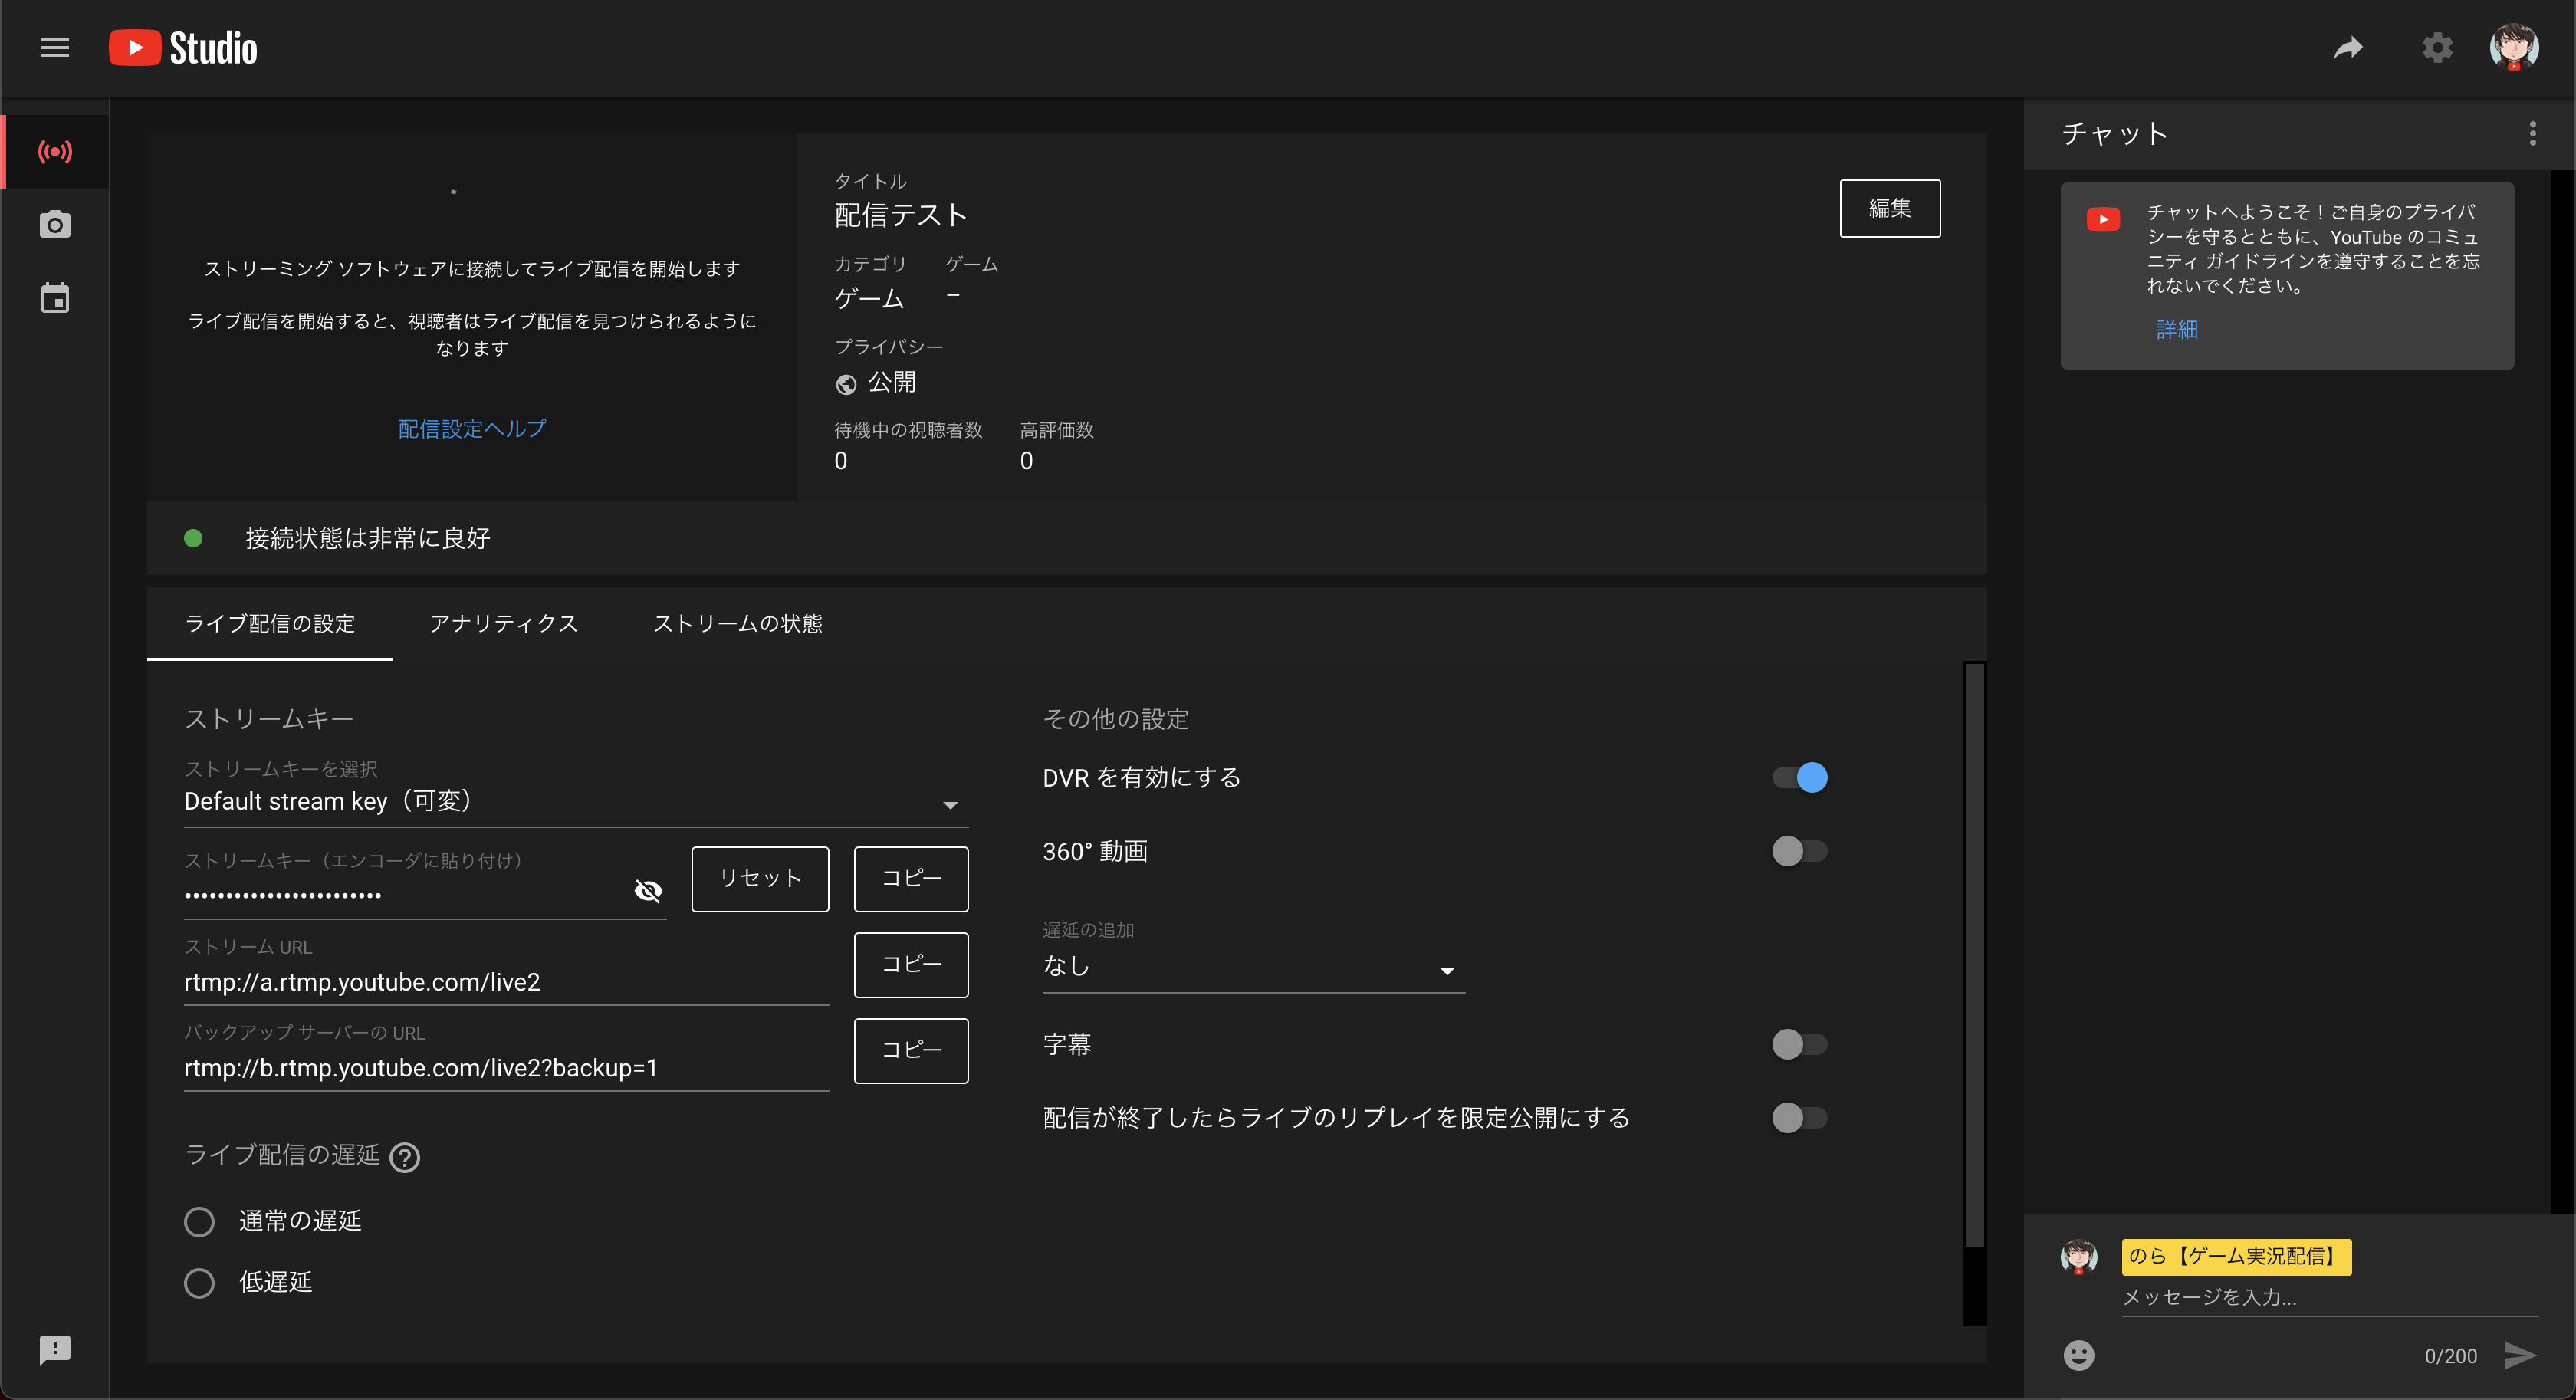 Studio
ストリーミング ソフトウェアに接続してライブ配信を開始します
ライブ配信を開始すると、視聴者はライブ配信を見つけられるように
なります
配信設定ヘルプ
タイトル
配信テスト
編集
カテゴリ ゲーム
ゲーム –
プライバシー
公開
待機中の視聴者数 高評価数
0 0
接続状態は非常に良好
ライブ配信の設定 アナリティクス ストリームの状態
ストリームキー
ストリームキーを選択
Default stream key（可変）
ストリームキー（エンコーダに貼り付け）
••••••••••••••••••••••••
リセット コピー
ストリーム URL
rtmp://a.rtmp.youtube.com/live2
コピー
バックアップ サーバーの URL
rtmp://b.rtmp.youtube.com/live2?backup=1
コピー
ライブ配信の遅延 ?
通常の遅延
低遅延
その他の設定
DVR を有効にする
360° 動画
遅延の追加
なし
字幕
配信が終了したらライブのリプレイを限定公開にする
チャット
チャットへようこそ！ご自身のプライバ
シーを守るとともに、YouTube のコミュ
ニティ ガイドラインを遵守することを忘
れないでください。
詳細
のら【ゲーム実況配信】
メッセージを入力...
0/200